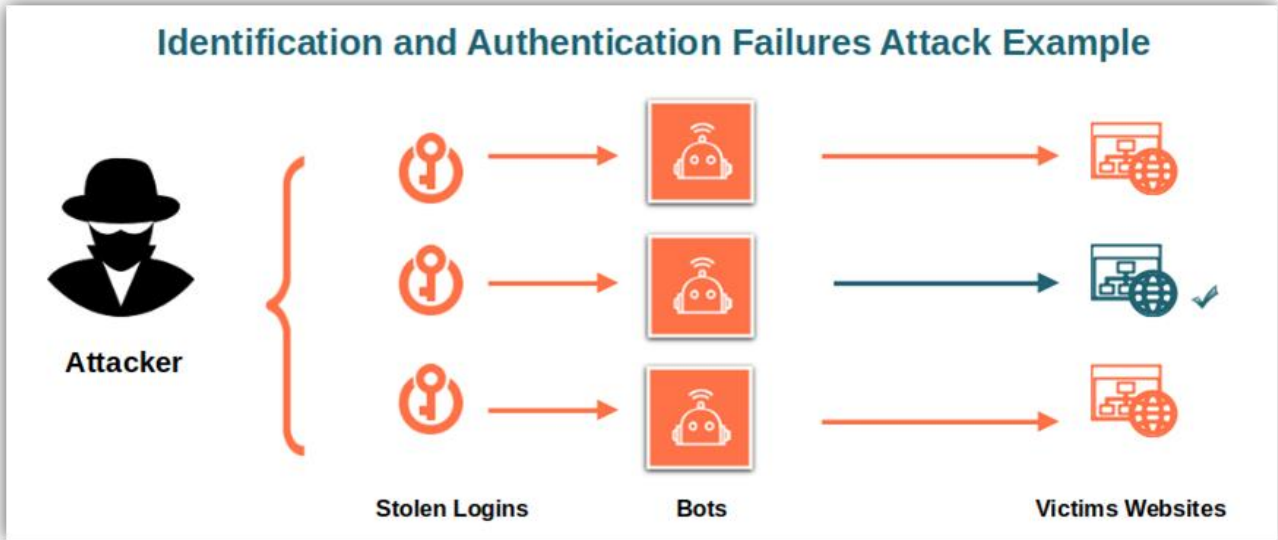 Identification and Authentication Failures Attack Example
Attacker
Stolen Logins
Bots
Victims Websites